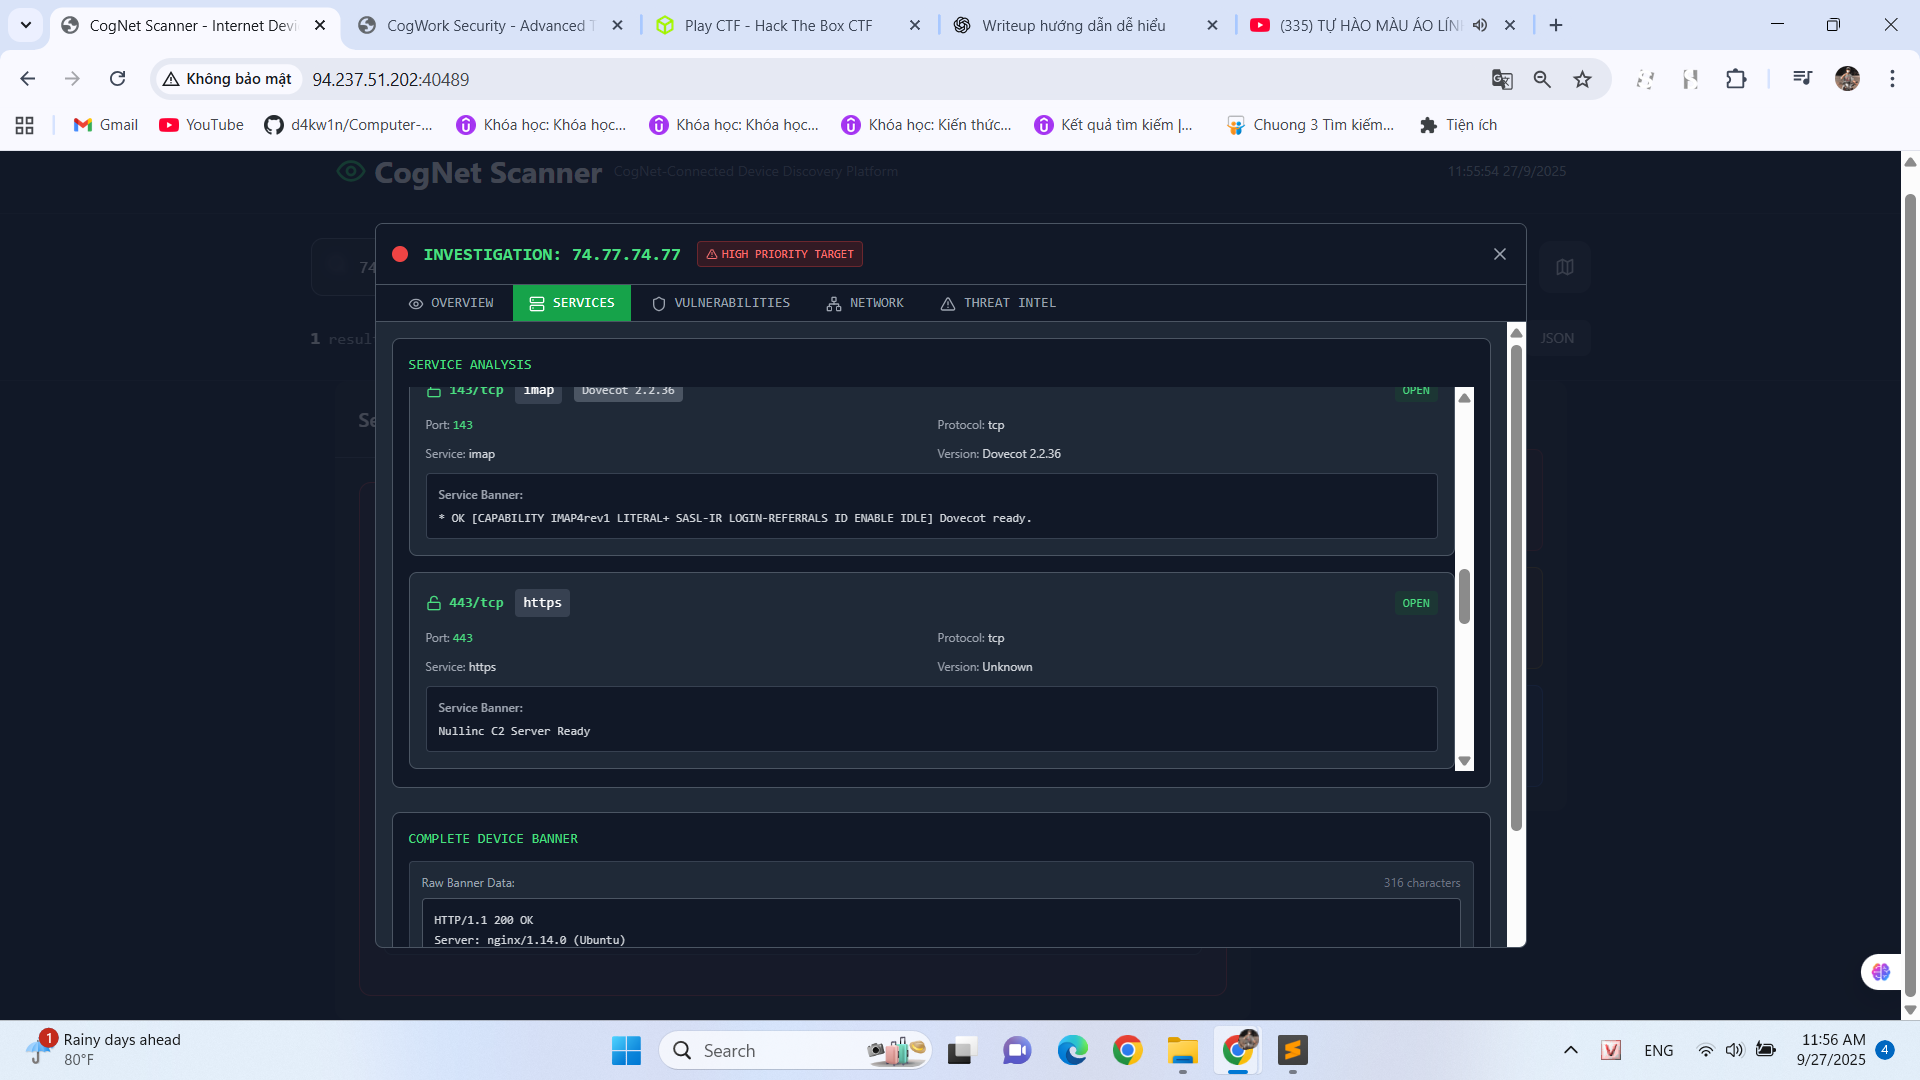 CogNet Scanner - Internet Devi
CogWork Security - Advanced T
Play CTF - Hack The Box CTF
Writeup hướng dẫn dễ hiểu
(335) TỰ HÀO MÀU ÁO LÍN
Không bảo mật
94.237.51.202:40489
Gmail
YouTube
d4kw1n/Computer-...
Khóa học: Khóa học...
Khóa học: Khóa học...
Khóa học: Kiến thức...
Kết quả tìm kiếm |...
Chuong 3 Tìm kiếm...
Tiện ích
CogNet Scanner
CogNet-Connected Device Discovery Platform
11:55:54 27/9/2025
74
1 result
JSON
Se
INVESTIGATION: 74.77.74.77
HIGH PRIORITY TARGET
OVERVIEW
SERVICES
VULNERABILITIES
NETWORK
THREAT INTEL
SERVICE ANALYSIS
143/tcp imap Dovecot 2.2.36 OPEN
Port: 143
Protocol: tcp
Service: imap
Version: Dovecot 2.2.36
Service Banner:
* OK [CAPABILITY IMAP4rev1 LITERAL+ SASL-IR LOGIN-REFERRALS ID ENABLE IDLE] Dovecot ready.
443/tcp https OPEN
Port: 443
Protocol: tcp
Service: https
Version: Unknown
Service Banner:
Nullinc C2 Server Ready
COMPLETE DEVICE BANNER
Raw Banner Data:
316 characters
HTTP/1.1 200 OK
Server: nginx/1.14.0 (Ubuntu)
1
Rainy days ahead
80°F
Search
ENG
11:56 AM
9/27/2025
4